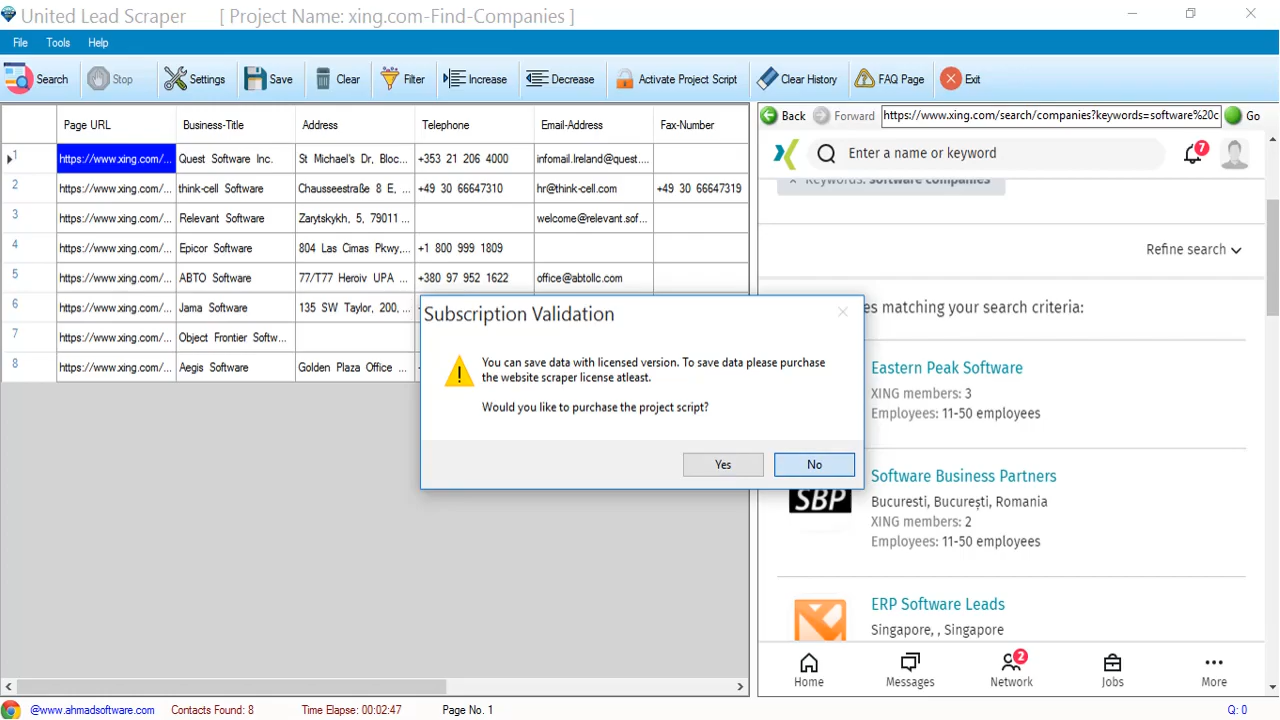 United Lead Scraper [ Project Name: xing.com-Find-Companies ]
File Tools Help
Search Stop Settings Save Clear Filter Increase Decrease Activate Project Script Clear History FAQ Page Exit
Page URL Business-Title Address Telephone Email-Address Fax-Number
1 https://www.xing.com/... Quest Software Inc. St Michael's Dr, Bloc... +353 21 206 4000 infomail.Ireland@quest....
2 https://www.xing.com/... think-cell Software Chausseestraße 8 E, ... +49 30 66647310 hr@think-cell.com +49 30 66647319
3 https://www.xing.com/... Relevant Software Zarytskykh, 5, 79011 ... welcome@relevant.sof...
4 https://www.xing.com/... Epicor Software 804 Las Cimas Pkwy,... +1 800 999 1809
5 https://www.xing.com/... ABTO Software 77/T77 Heroiv UPA ... +380 97 952 1622 office@abtollc.com
6 https://www.xing.com/... Jama Software 135 SW Taylor, 200,...
7 https://www.xing.com/... Object Frontier Softw...
8 https://www.xing.com/... Aegis Software Golden Plaza Office ...
Subscription Validation
You can save data with licensed version. To save data please purchase
the website scraper license atleast.
Would you like to purchase the project script?
Yes No
Back Forward https://www.xing.com/search/companies?keywords=software%20c Go
Enter a name or keyword 7
Keywords: software companies
Refine search
es matching your search criteria:
Eastern Peak Software
XING members: 3
Employees: 11-50 employees
SBP
Software Business Partners
Bucuresti, București, Romania
XING members: 2
Employees: 11-50 employees
ERP Software Leads
Singapore, , Singapore
2
Home Messages Network Jobs More
@www.ahmadsoftware.com Contacts Found: 8 Time Elapse: 00:02:47 Page No. 1 Q: 0